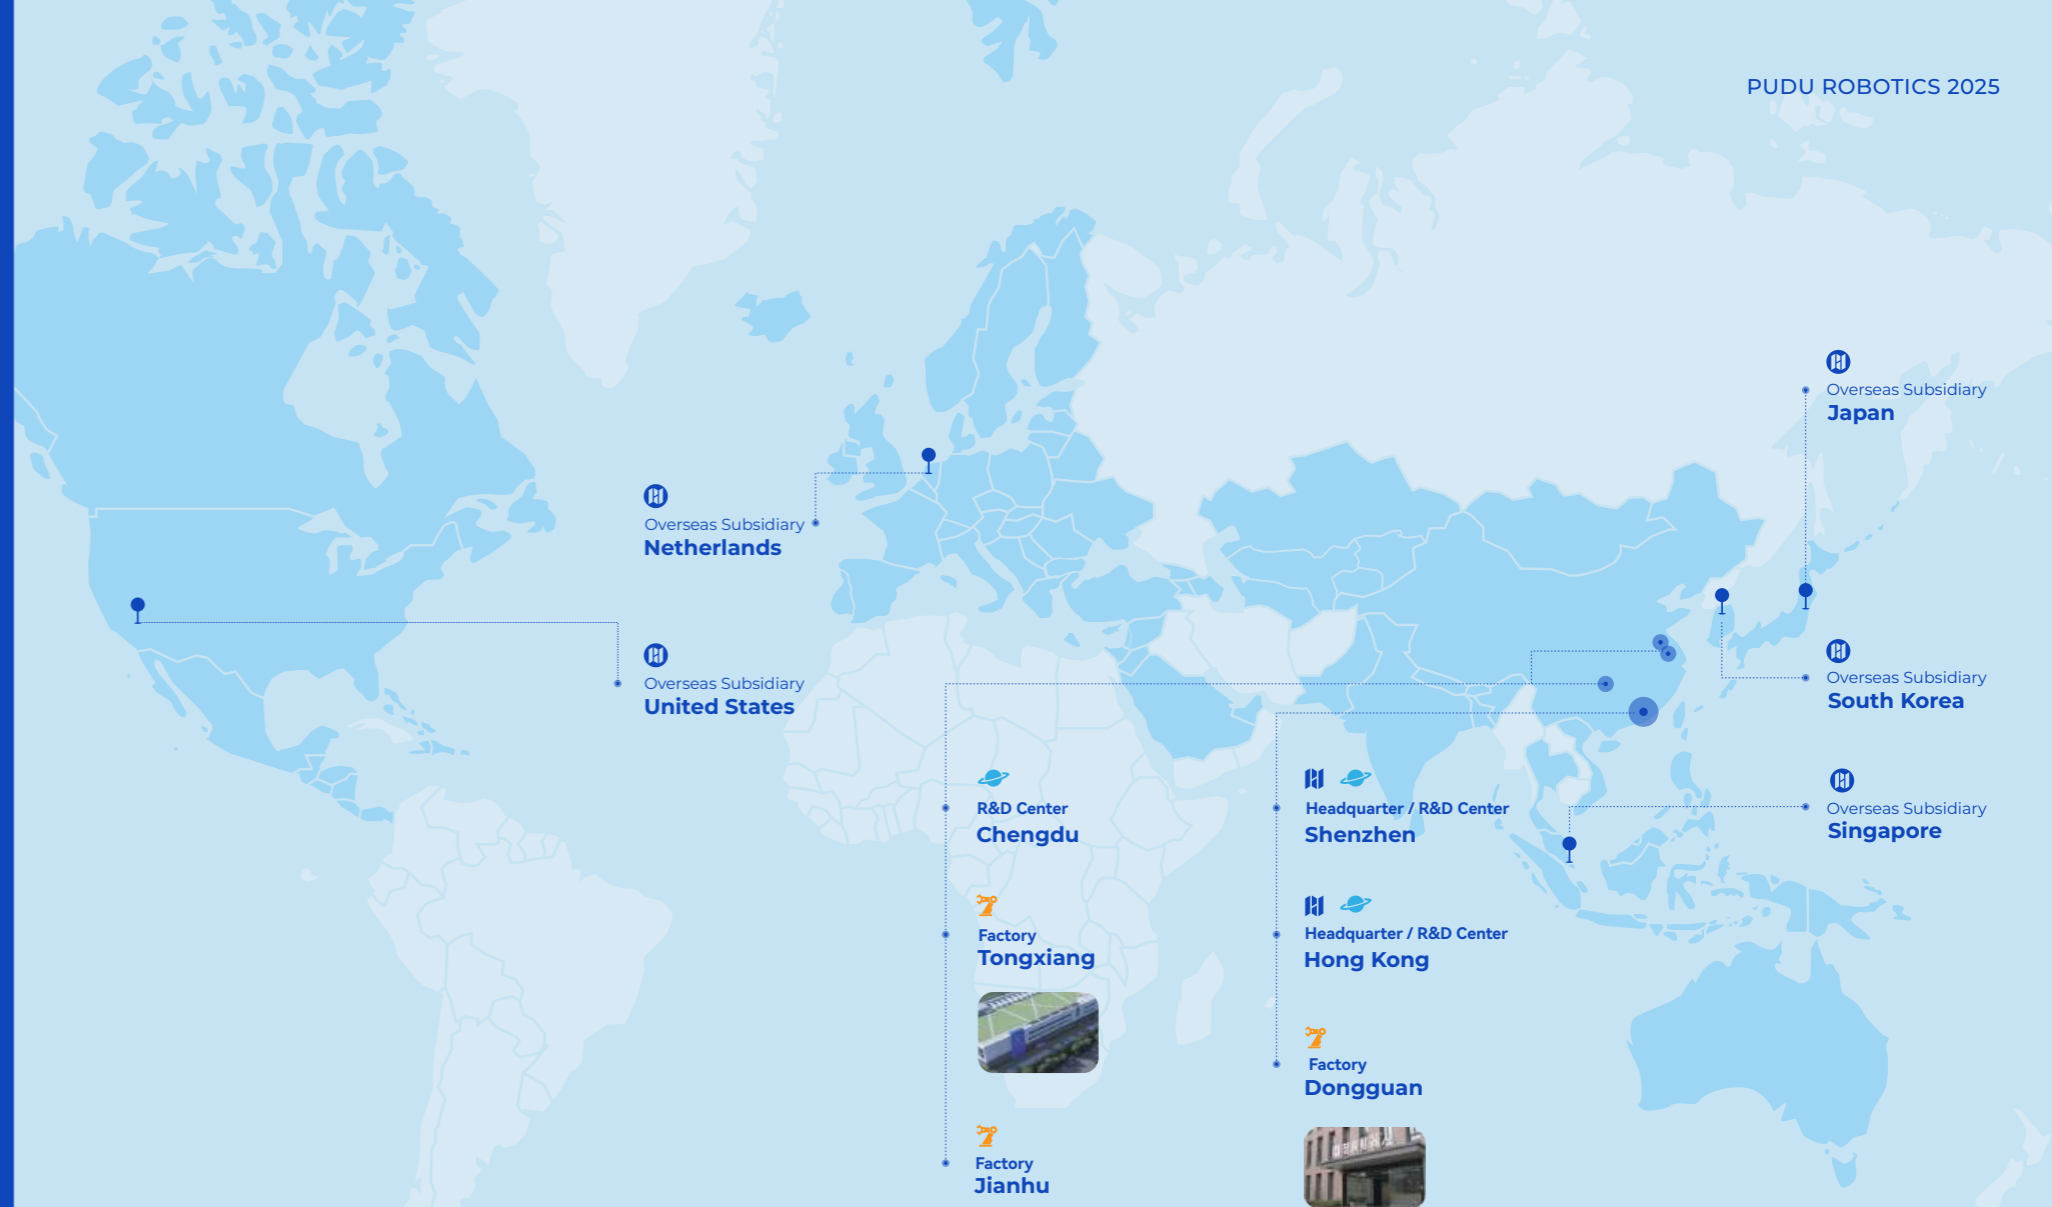 PUDU ROBOTICS 2025
Overseas Subsidiary
Japan
Overseas Subsidiary
Netherlands
Overseas Subsidiary
United States
Overseas Subsidiary
South Korea
Overseas Subsidiary
Singapore
R&D Center
Chengdu
Factory
Tongxiang
Factory
Jianhu
Headquarter / R&D Center
Shenzhen
Headquarter / R&D Center
Hong Kong
Factory
Dongguan